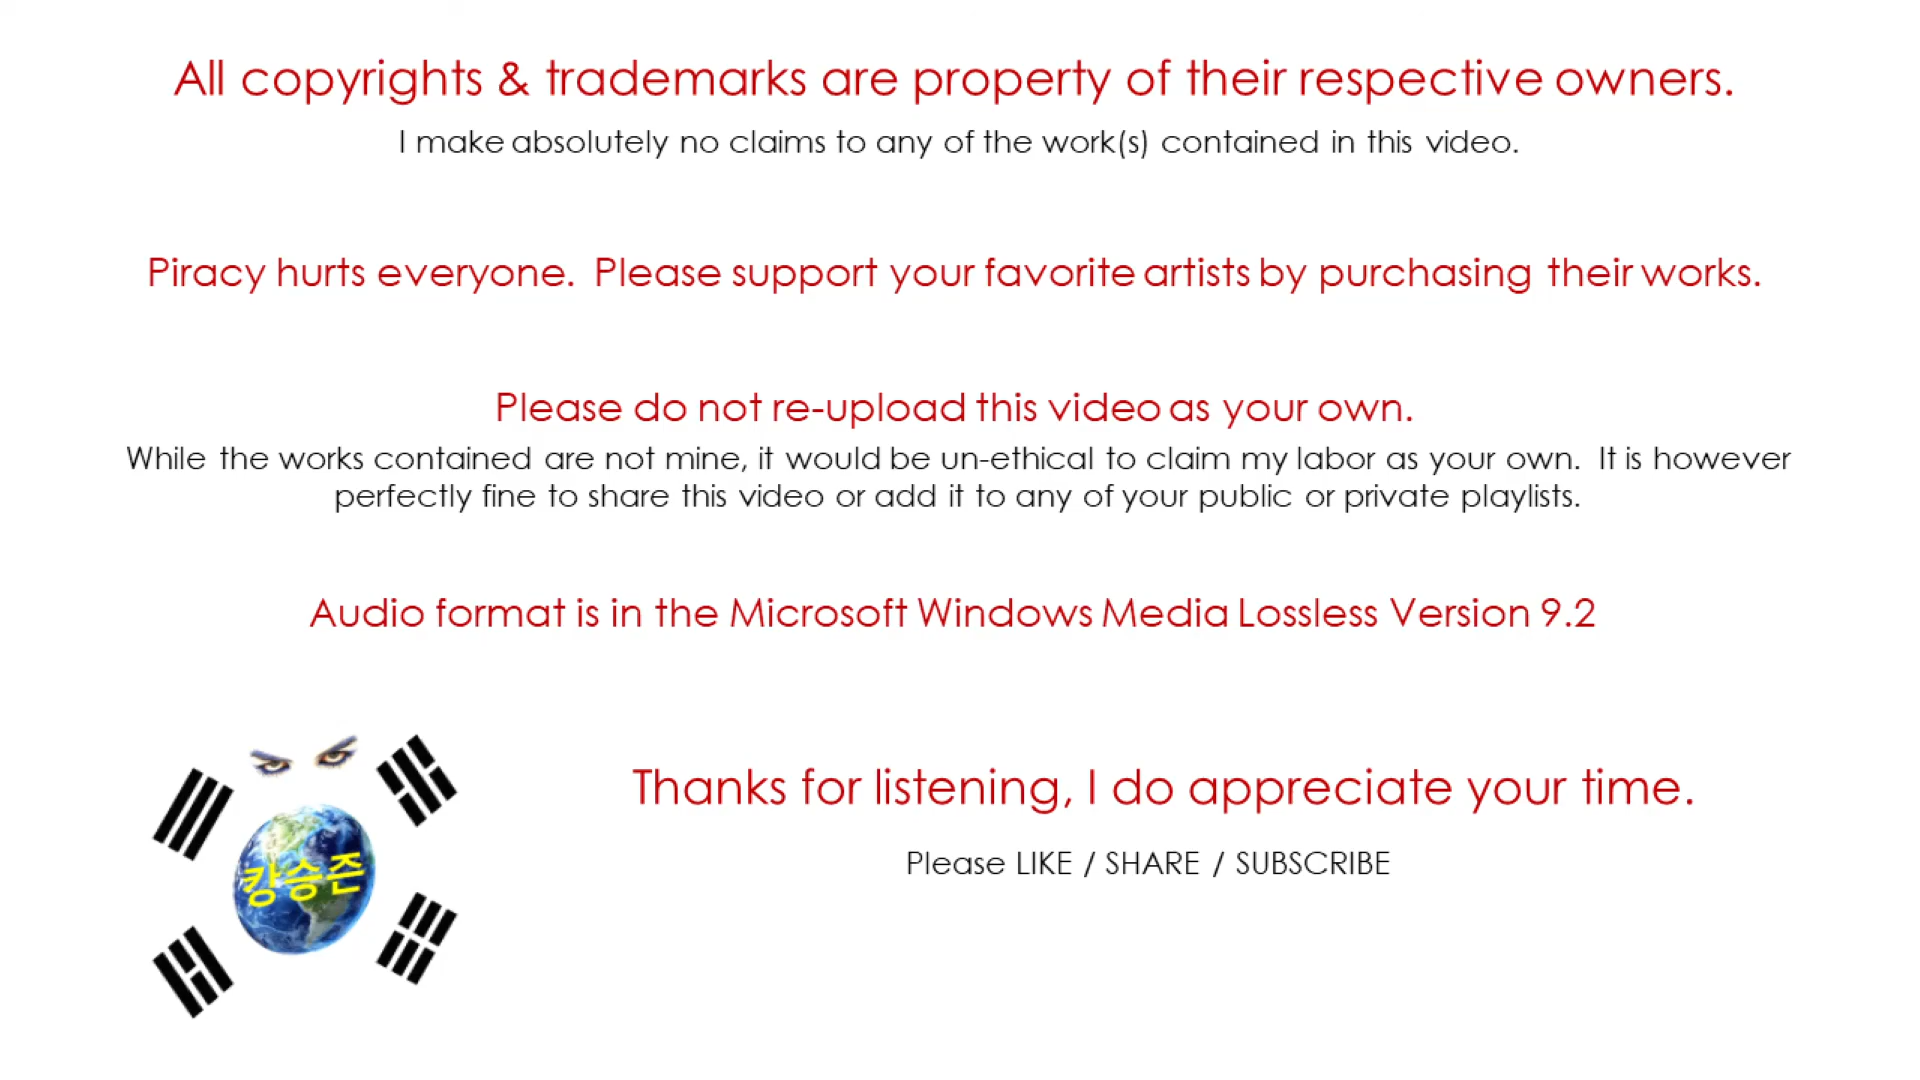 All copyrights & trademarks are property of their respective owners.
I make absolutely no claims to any of the work(s) contained in this video.
Piracy hurts everyone.  Please support your favorite artists by purchasing their works.
Please do not re-upload this video as your own.
While the works contained are not mine, it would be un-ethical to claim my labor as your own.  It is however
perfectly fine to share this video or add it to any of your public or private playlists.
Audio format is in the Microsoft Windows Media Lossless Version 9.2
Thanks for listening, I do appreciate your time.
Please LIKE / SHARE / SUBSCRIBE
캉승준